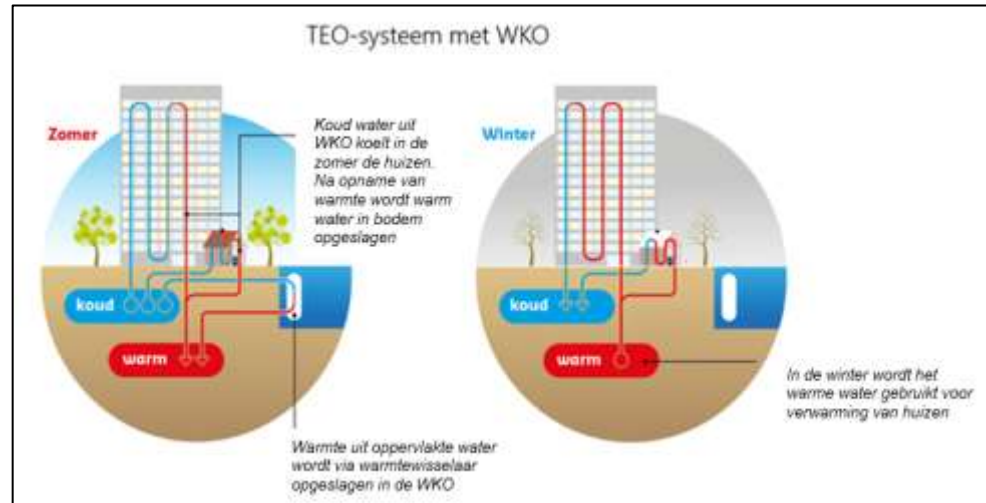 TEO-systeem met WKO
Zomer
Koud water uit
WKO koelt in de
zomer de huizen.
Na opname van
warmte wordt warm
water in bodem
opgeslagen
koud
warm
Warmte uit oppervlakte water
wordt via warmtewisselaar
opgeslagen in de WKO
Winter
koud
warm
In de winter wordt het
warme water gebruikt voor
verwarming van huizen